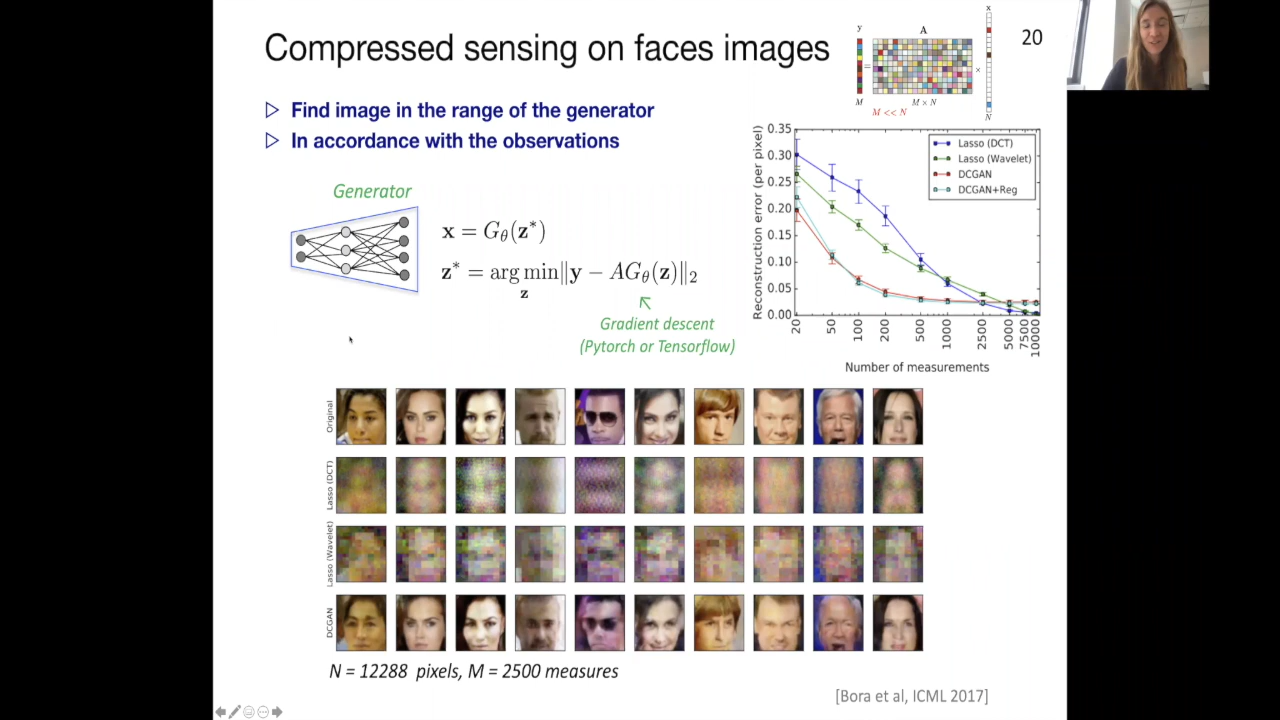 Compressed sensing on faces images
20
y
A
x
=
×
M
M × N
N
M << N
▷ Find image in the range of the generator
▷ In accordance with the observations
Generator
x = G_θ(z*)
z* = arg min_z ‖y − AG_θ(z)‖₂
Gradient descent
(Pytorch or Tensorflow)
Reconstruction error (per pixel)
0.35
0.30
0.25
0.20
0.15
0.10
0.05
0.00
Lasso (DCT)
Lasso (Wavelet)
DCGAN
DCGAN+Reg
20
50
100
200
500
1000
2500
5000
7500
10000
Number of measurements
Original
Lasso (DCT)
Lasso (Wavelet)
DCGAN
N = 12288 pixels, M = 2500 measures
[Bora et al, ICML 2017]